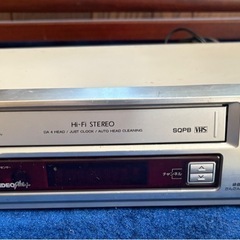 Hi-Fi STEREO
DA 4 HEAD • JUST CLOCK / AUTO HEAD CLEANING
SQPB VHS
チャンネル